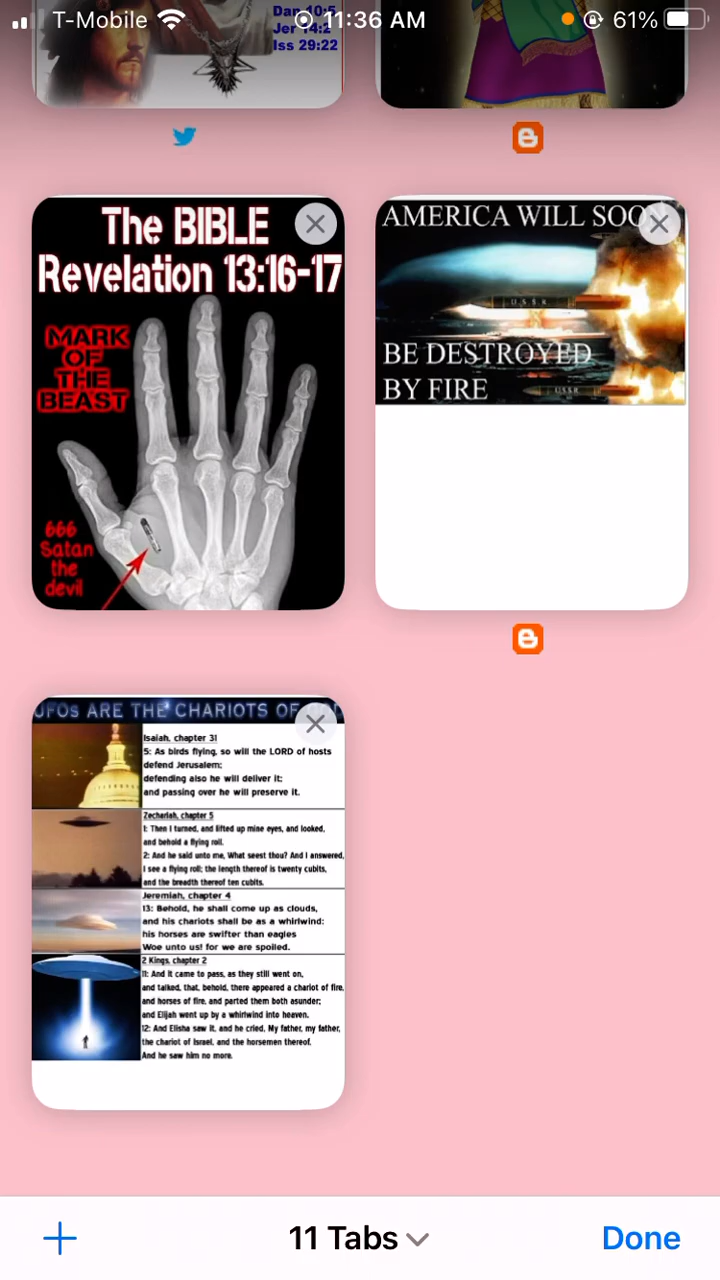 T-Mobile 11:36 AM 61%
Dan 10:5
Jer 14:2
Iss 29:22
The BIBLE
Revelation 13:16-17
MARK
OF
THE
BEAST
666
Satan
the
devil
AMERICA WILL SOON
USSR
BE DESTROYED
BY FIRE
USSR
UFOs ARE THE CHARIOTS OF
Isaiah, chapter 31
5: As birds flying, so will the LORD of hosts
defend Jerusalem;
defending also he will deliver it;
and passing over he will preserve it.
Zechariah, chapter 5
1: Then I turned, and lifted up mine eyes, and looked,
and behold a flying roll.
2: And he said unto me, What seest thou? And I answered,
I see a flying roll; the length thereof is twenty cubits,
and the breadth thereof ten cubits.
Jeremiah, chapter 4
13: Behold, he shall come up as clouds,
and his chariots shall be as a whirlwind:
his horses are swifter than eagles
Woe unto us! for we are spoiled.
2 Kings, chapter 2
11: And it came to pass, as they still went on,
and talked, that, behold, there appeared a chariot of fire,
and horses of fire, and parted them both asunder;
and Elijah went up by a whirlwind into heaven.
12: And Elisha saw it, and he cried, My father, my father,
the chariot of Israel, and the horsemen thereof.
And he saw him no more.
11 Tabs
Done